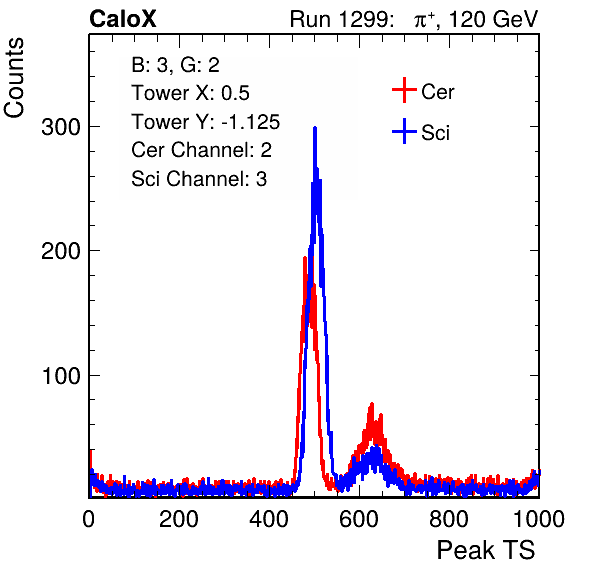 CaloX Run 1299: π⁺, 120 GeV
Counts
B: 3, G: 2
Tower X: 0.5
Tower Y: -1.125
Cer Channel: 2
Sci Channel: 3
Cer
Sci
300
200
100
0 200 400 600 800 1000
Peak TS